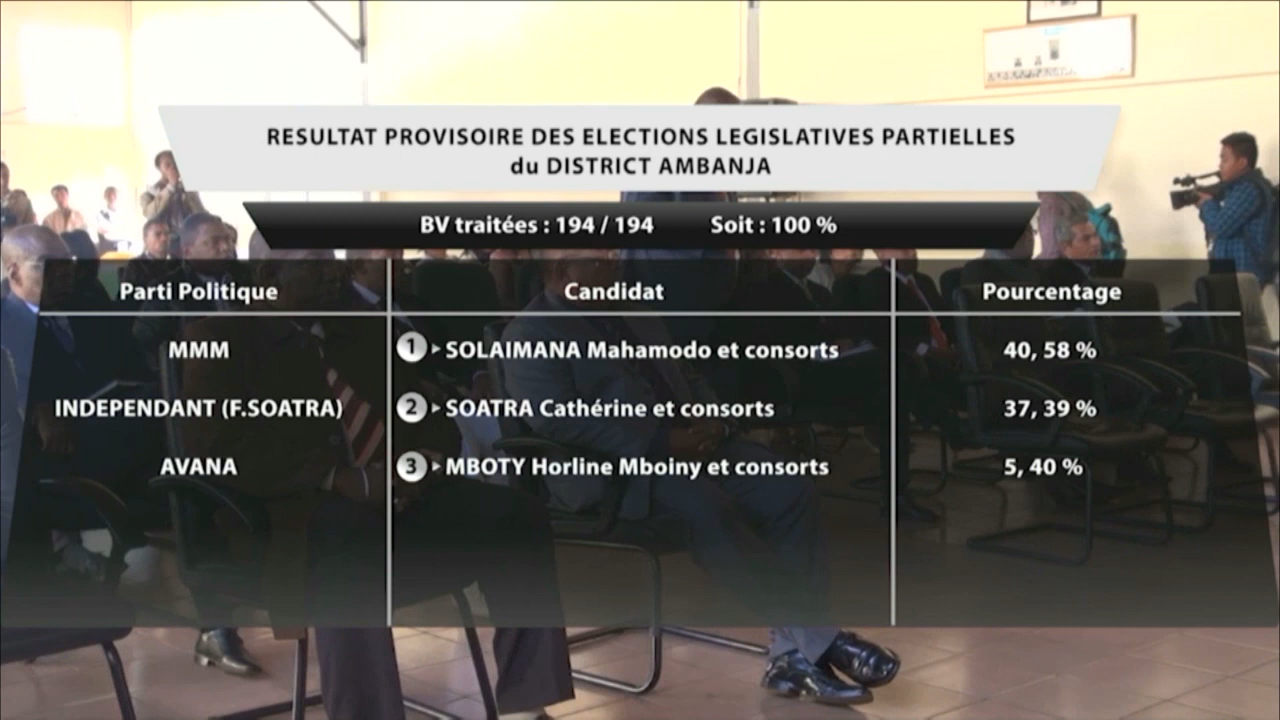 RESULTAT PROVISOIRE DES ELECTIONS LEGISLATIVES PARTIELLES
du DISTRICT AMBANJA
BV traitées : 194 / 194 Soit : 100 %
Parti Politique Candidat Pourcentage
MMM 1 ▸ SOLAIMANA Mahamodo et consorts 40, 58 %
INDEPENDANT (F.SOATRA) 2 ▸ SOATRA Cathérine et consorts 37, 39 %
AVANA 3 ▸ MBOTY Horline Mboiny et consorts 5, 40 %